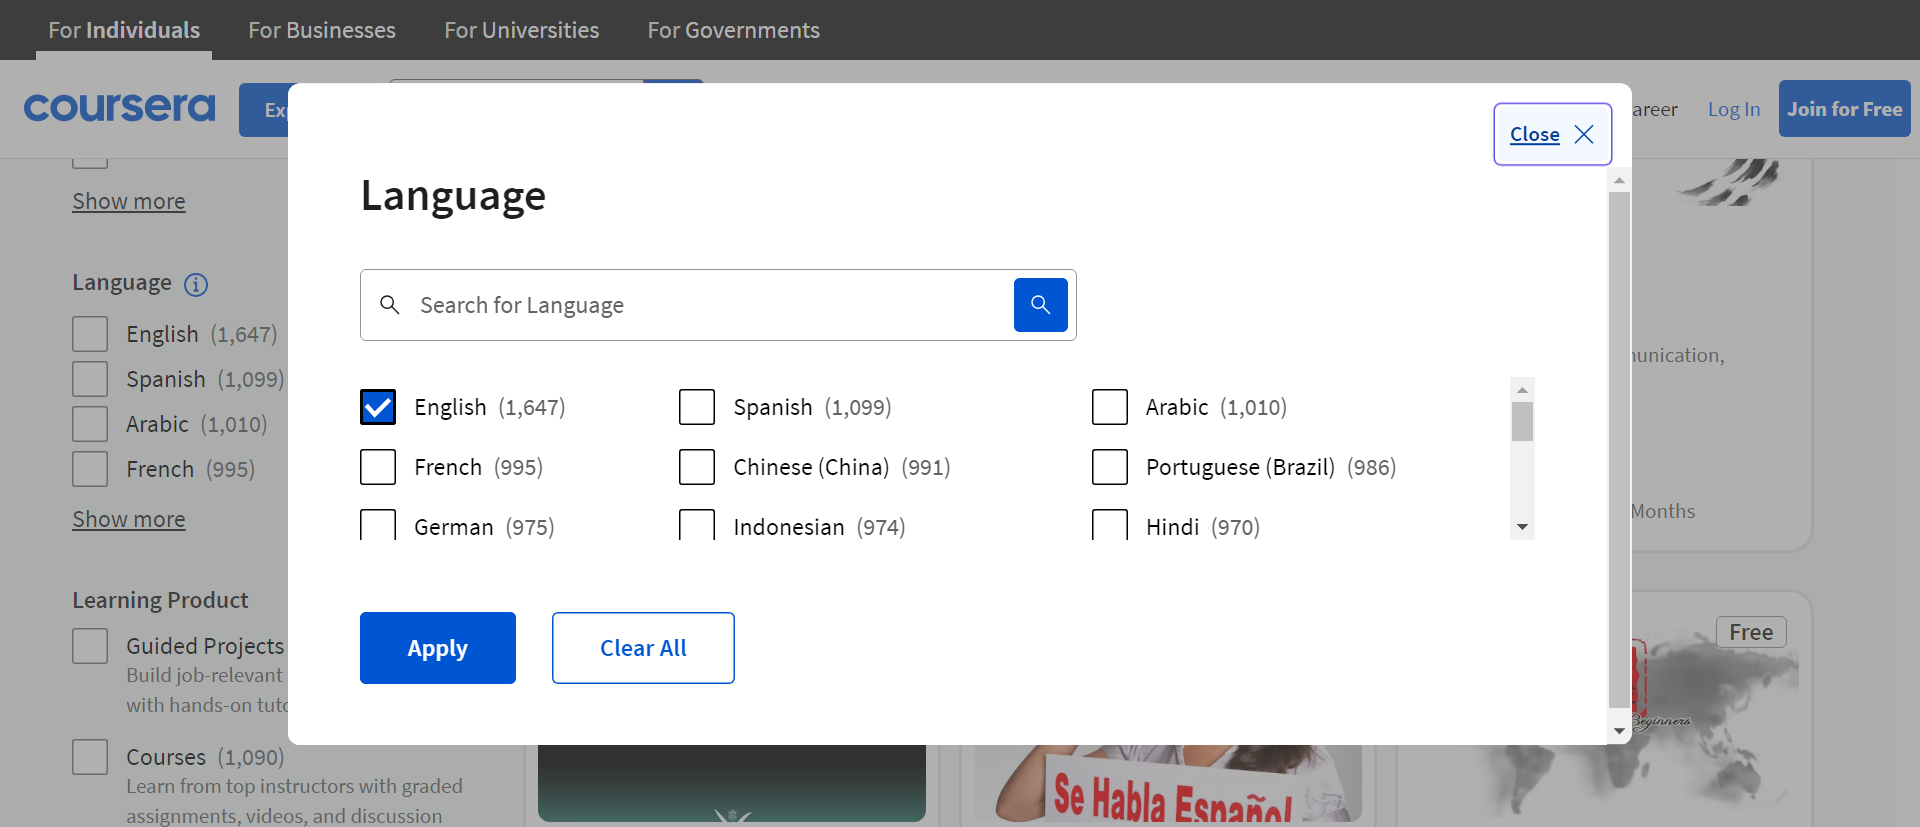 For Individuals
For Businesses
For Universities
For Governments
coursera
Exp
areer
Log In
Join for Free
Show more
Language
English (1,647)
Spanish (1,099)
Arabic (1,010)
French (995)
Show more
Learning Product
Guided Projects
Build job-relevant
with hands-on tuto
Courses (1,090)
Learn from top instructors with graded
assignments, videos, and discussion
Close
Language
Search for Language
English (1,647)
Spanish (1,099)
Arabic (1,010)
French (995)
Chinese (China) (991)
Portuguese (Brazil) (986)
German (975)
Indonesian (974)
Hindi (970)
Apply
Clear All
unication,
Months
Free
Beginners
Se Habla Español